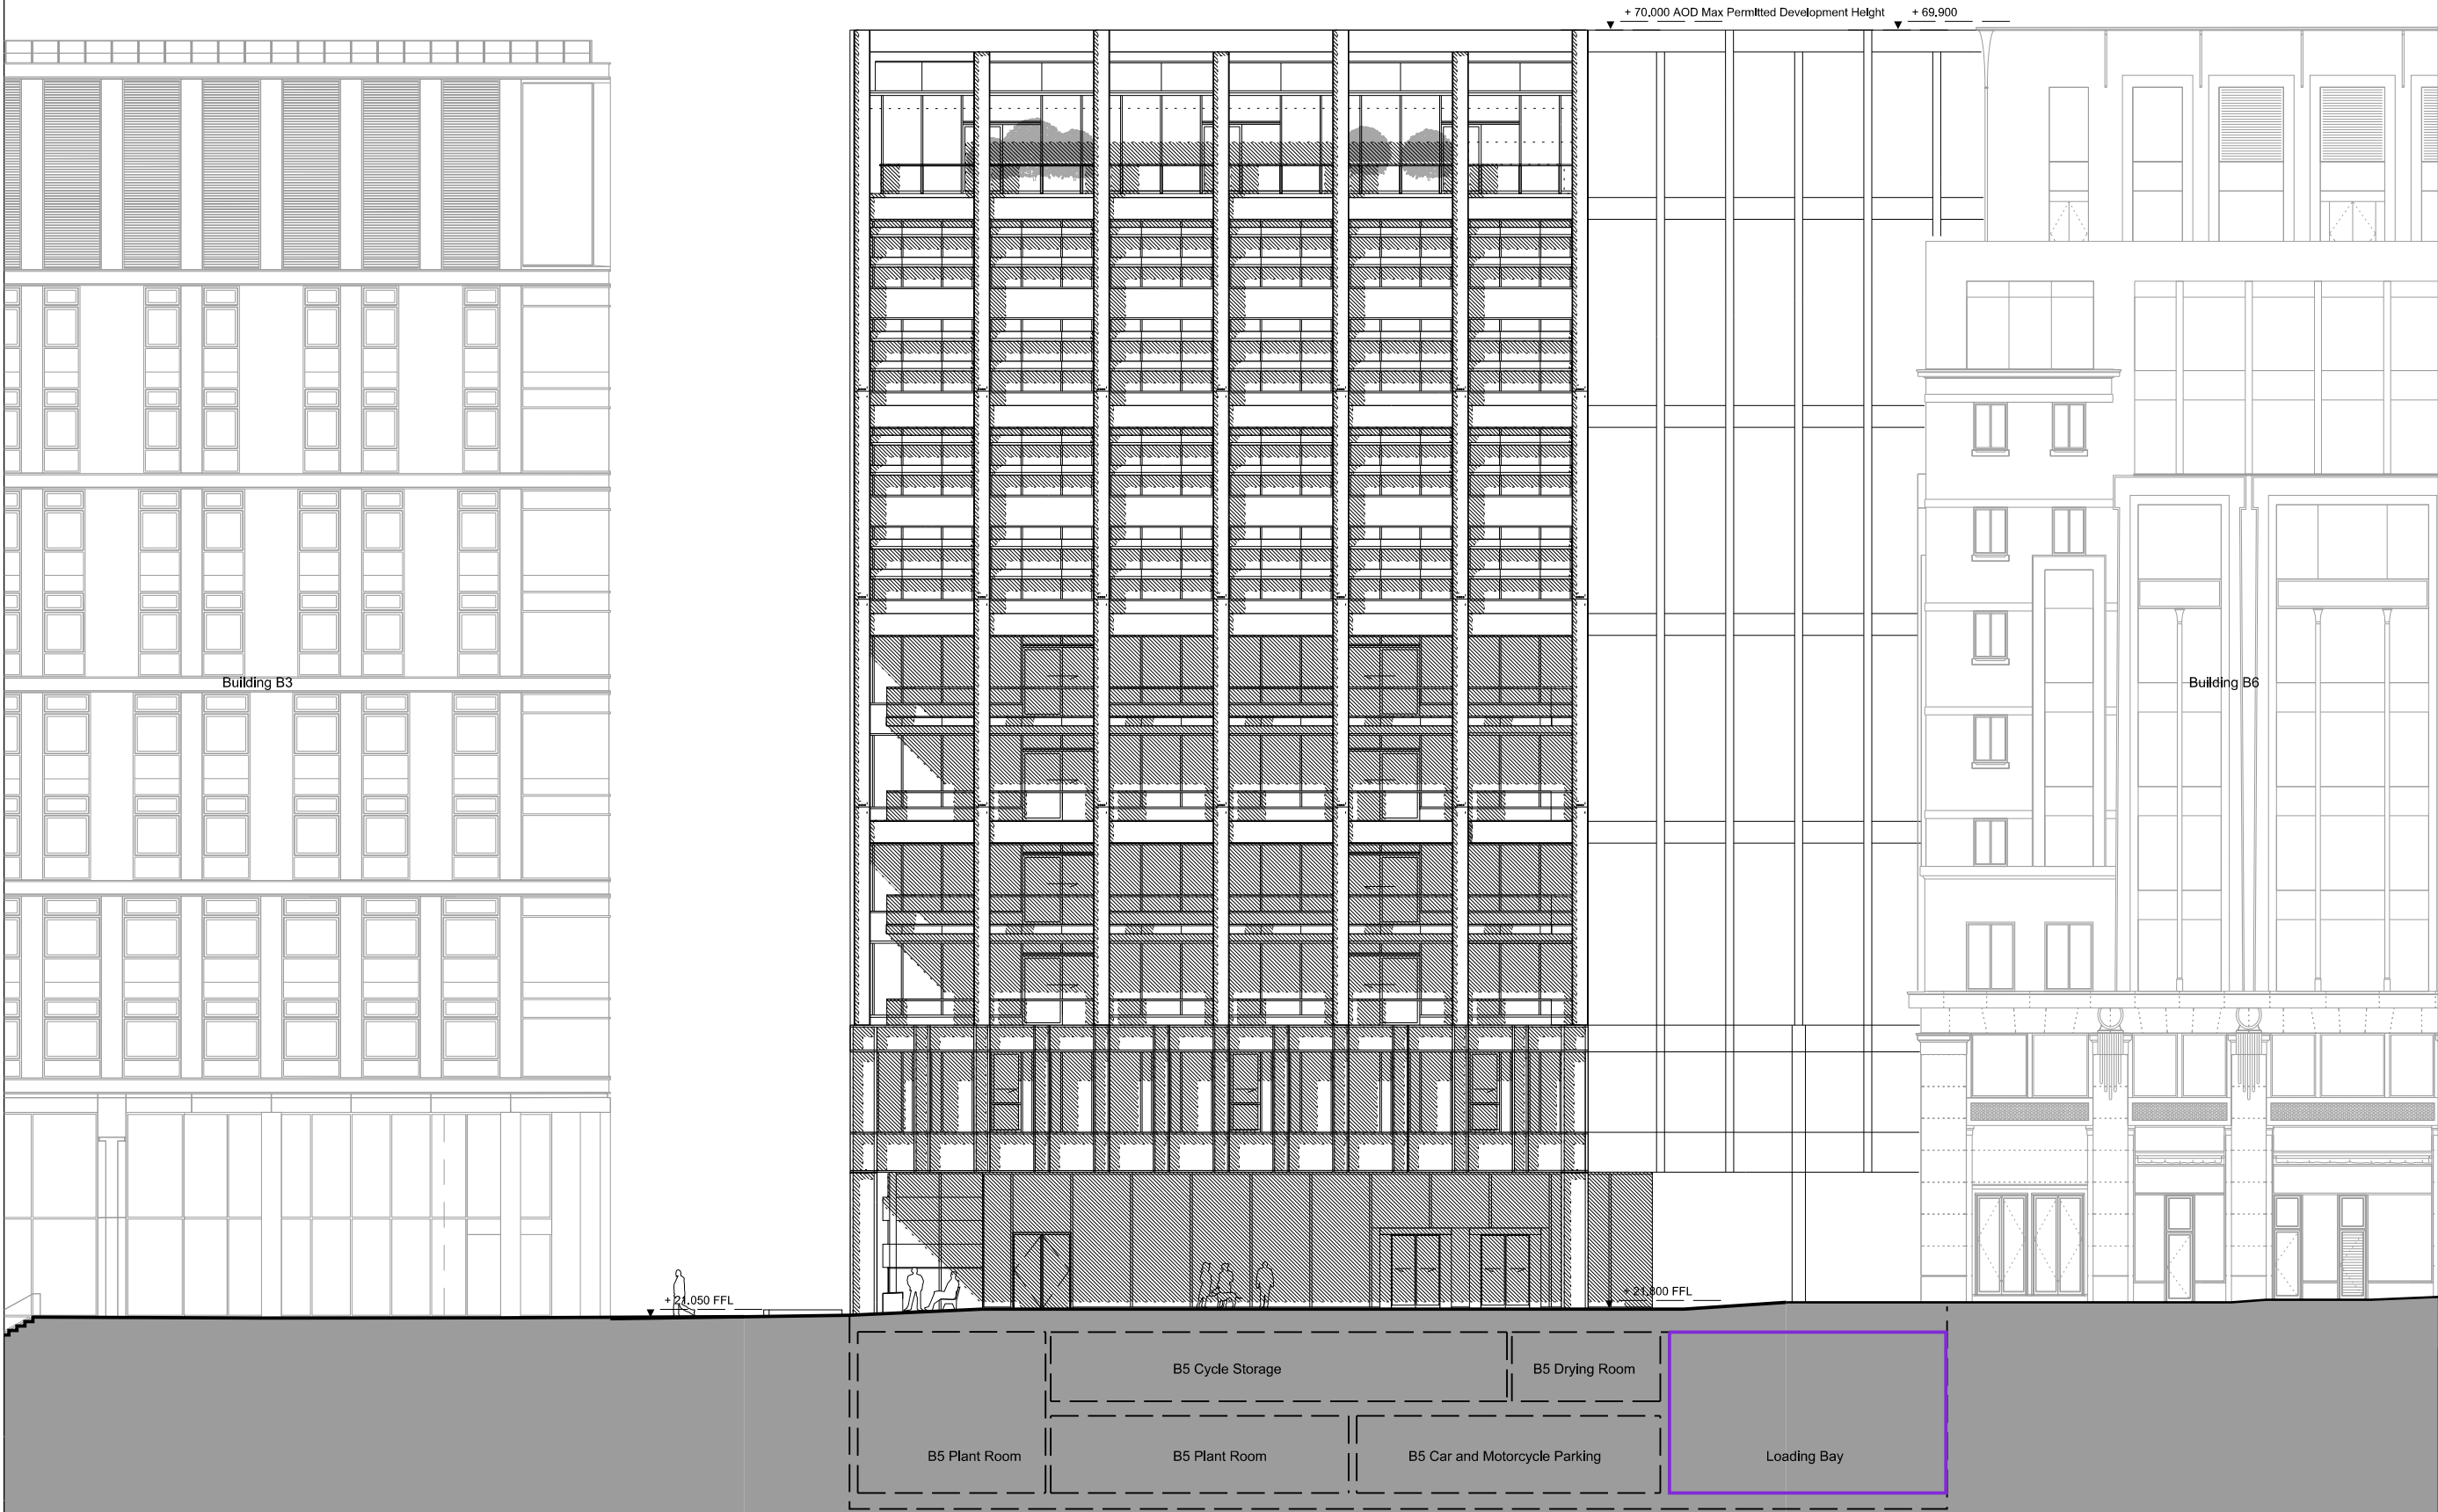 + 70.000 AOD Max Permitted Development Height
+ 69.900
Building B3
Building B6
+ 21.050 FFL
+ 21.800 FFL
B5 Cycle Storage
B5 Drying Room
B5 Plant Room
B5 Plant Room
B5 Car and Motorcycle Parking
Loading Bay